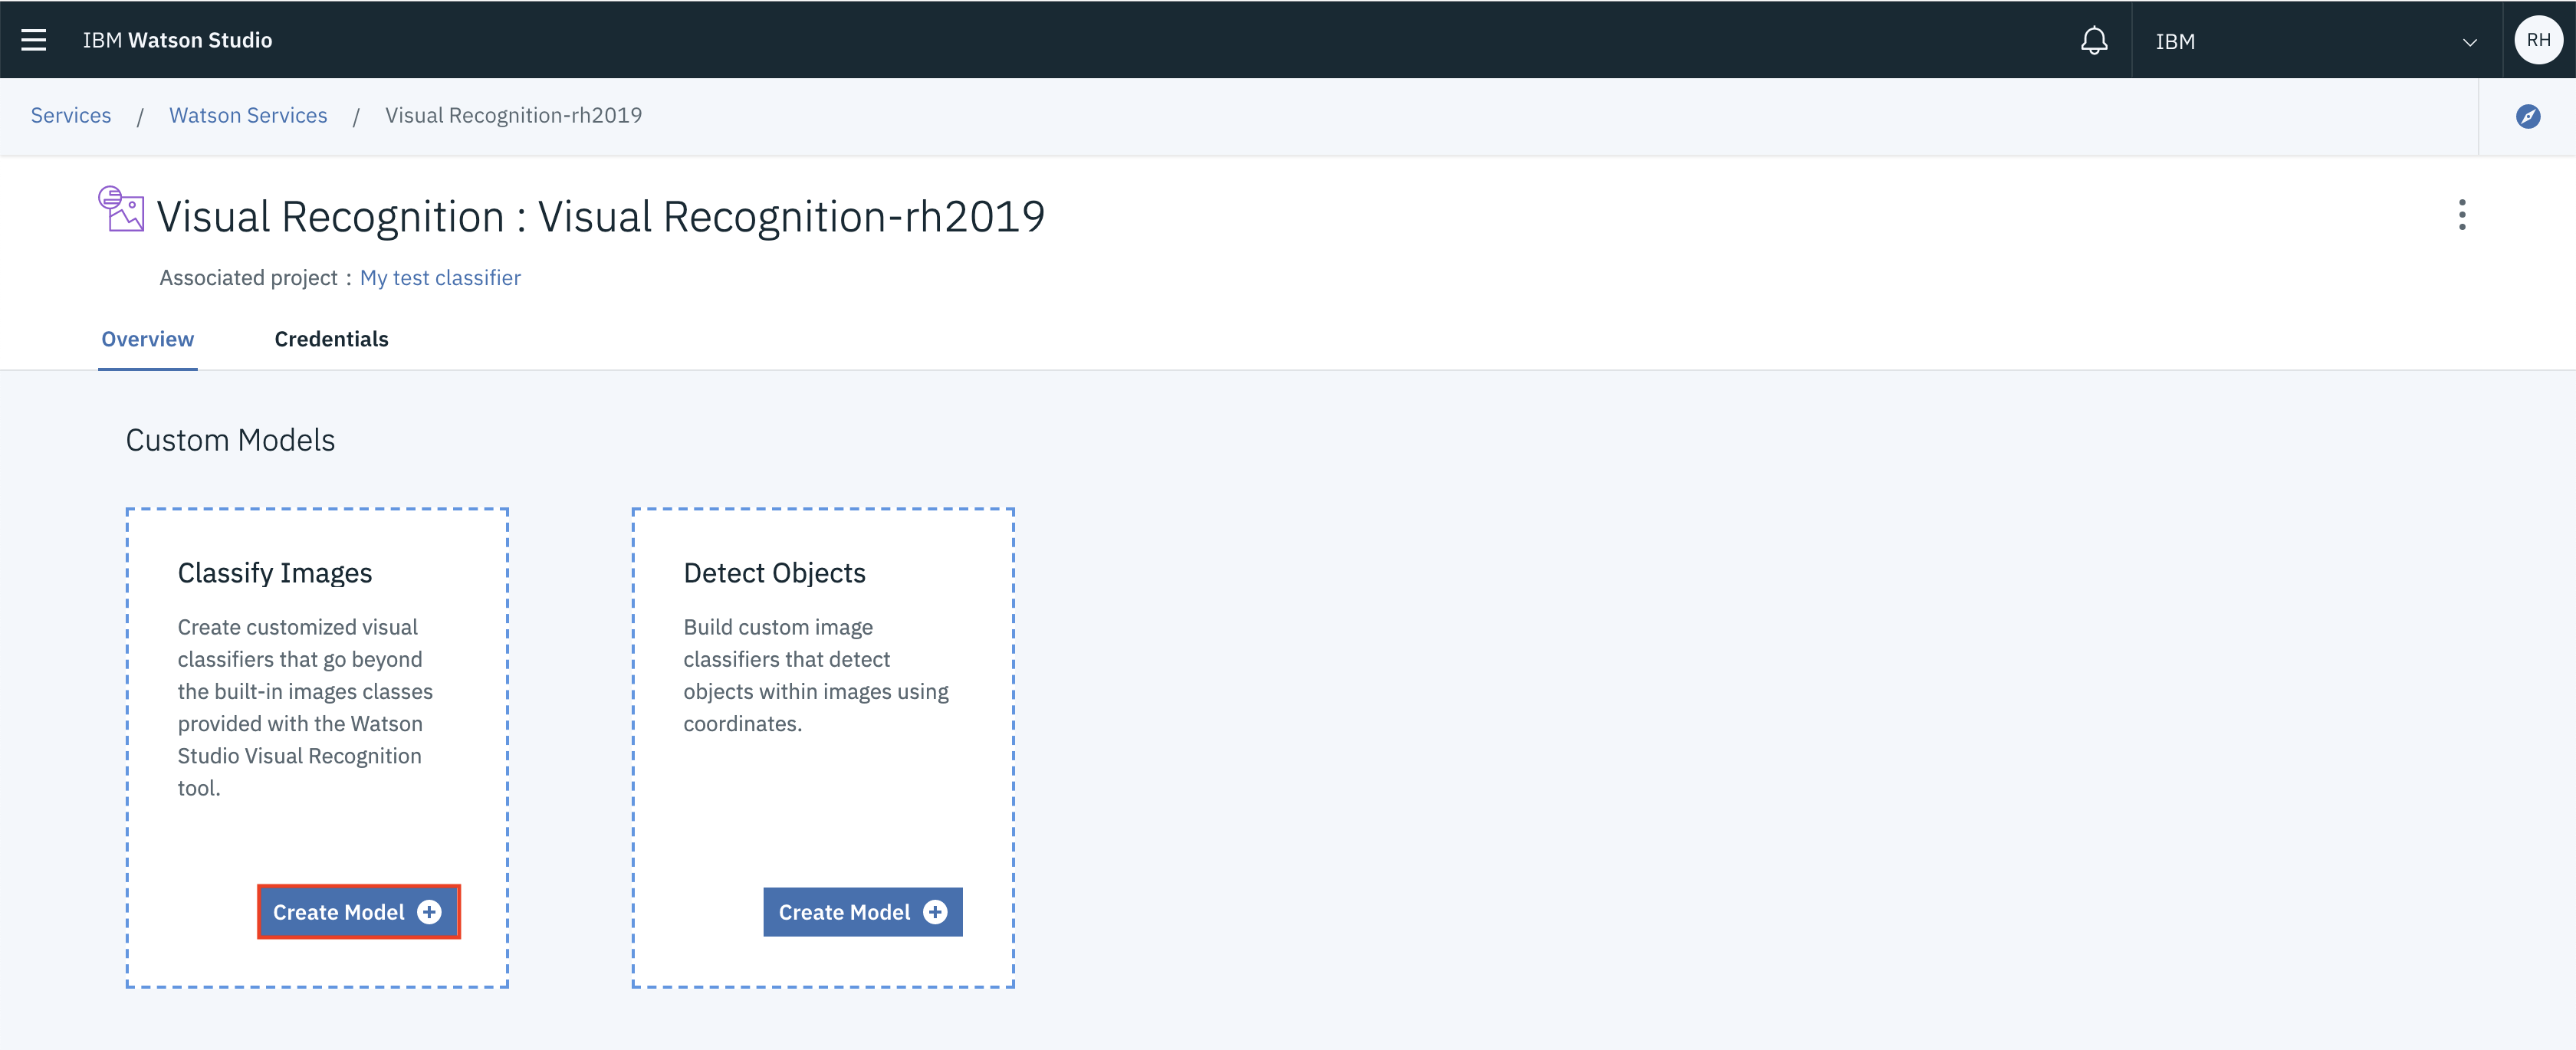 IBM Watson Studio
IBM
RH
Services / Watson Services / Visual Recognition-rh2019
Visual Recognition : Visual Recognition-rh2019
Associated project : My test classifier
Overview
Credentials
Custom Models
Classify Images
Create customized visual
classifiers that go beyond
the built-in images classes
provided with the Watson
Studio Visual Recognition
tool.
Create Model
Detect Objects
Build custom image
classifiers that detect
objects within images using
coordinates.
Create Model